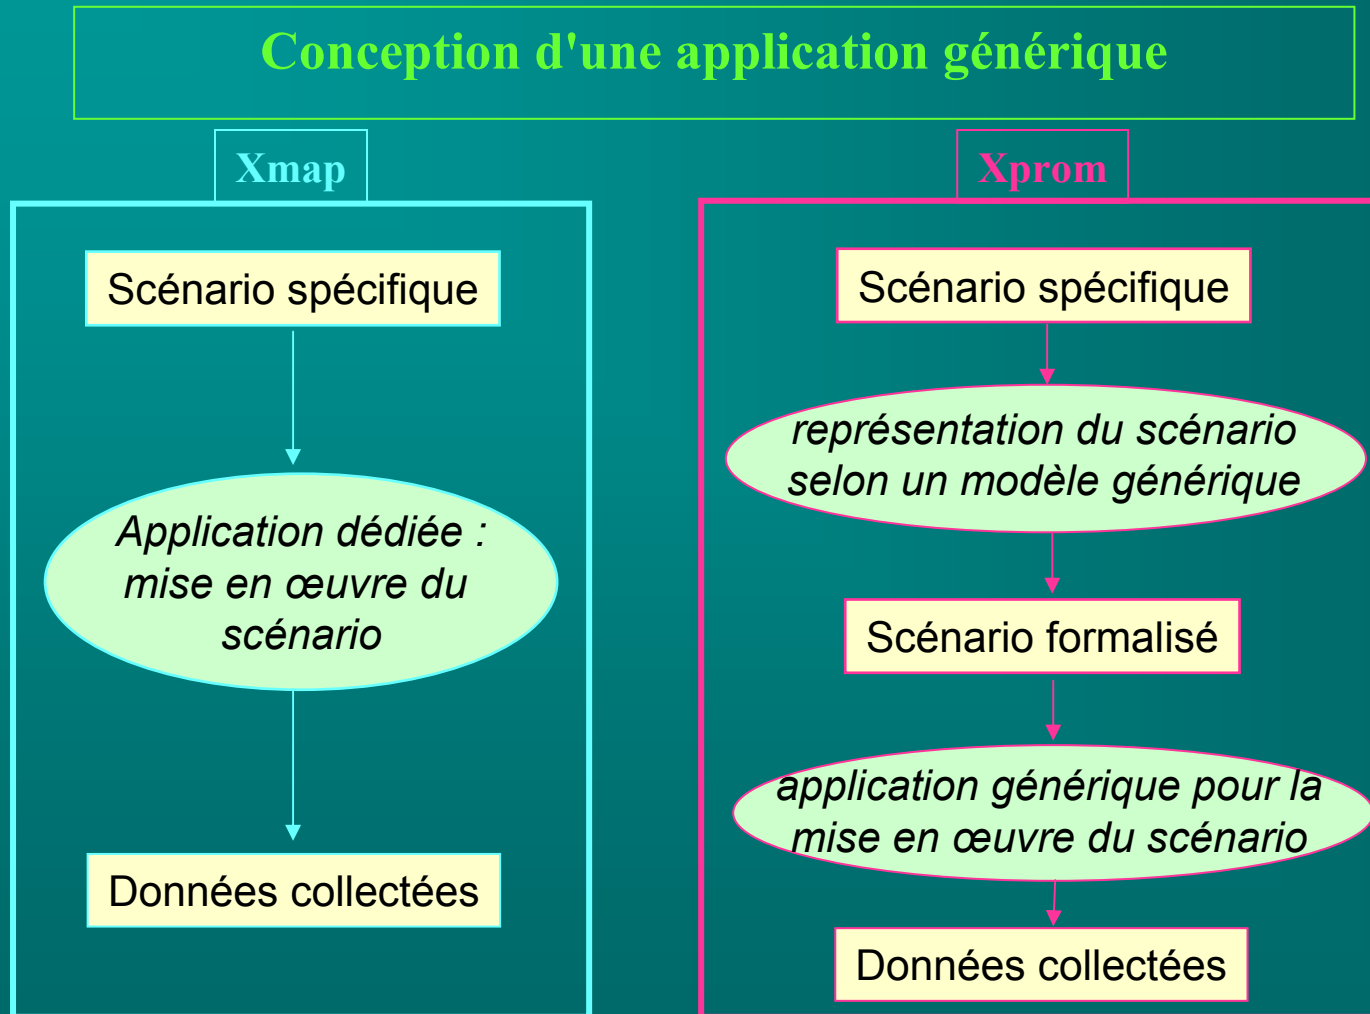 Conception d'une application générique
Xmap
Scénario spécifique
Application dédiée :
mise en œuvre du
scénario
Données collectées
Xprom
Scénario spécifique
représentation du scénario
selon un modèle générique
Scénario formalisé
application générique pour la
mise en œuvre du scénario
Données collectées